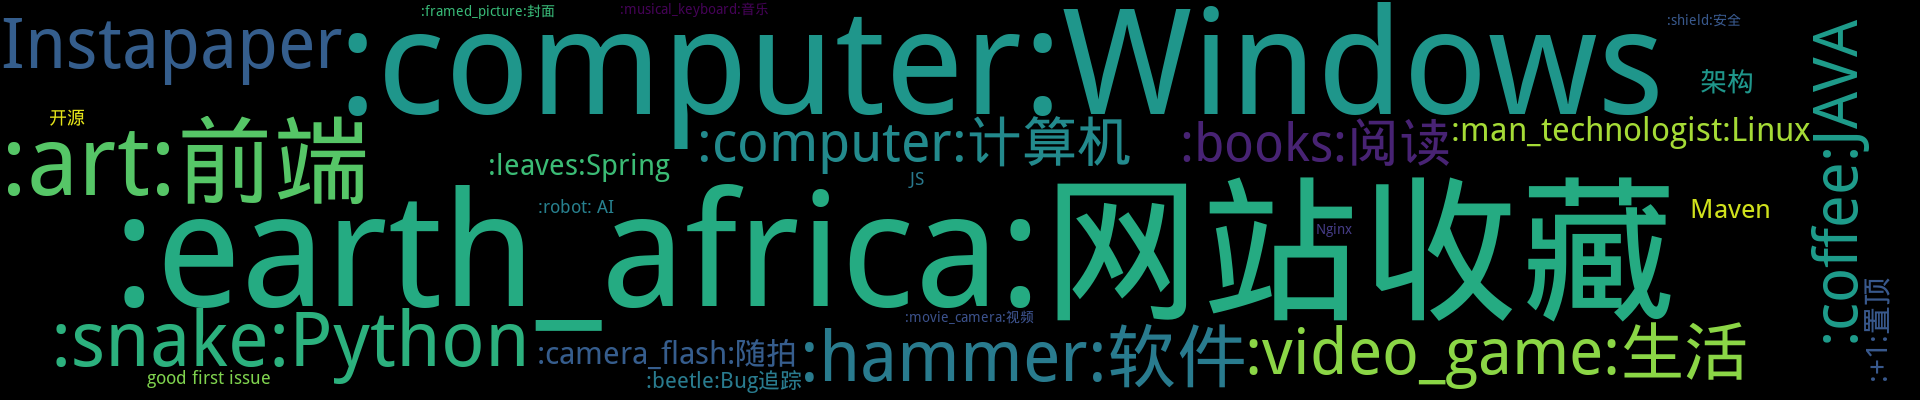 :framed_picture:封面
:musical_keyboard:音乐
:shield:安全
Instapaper
:computer:Windows
架构
开源
:art:前端
:computer:计算机
:books:阅读
:man_technologist:Linux
:coffee:JAVA
:leaves:Spring
JS
:robot: AI
Maven
Nginx
:earth_africa:网站收藏
:+1:置顶
:movie_camera:视频
:snake:Python
:camera_flash:随拍
:hammer:软件
:video_game:生活
good first issue
:beetle:Bug追踪